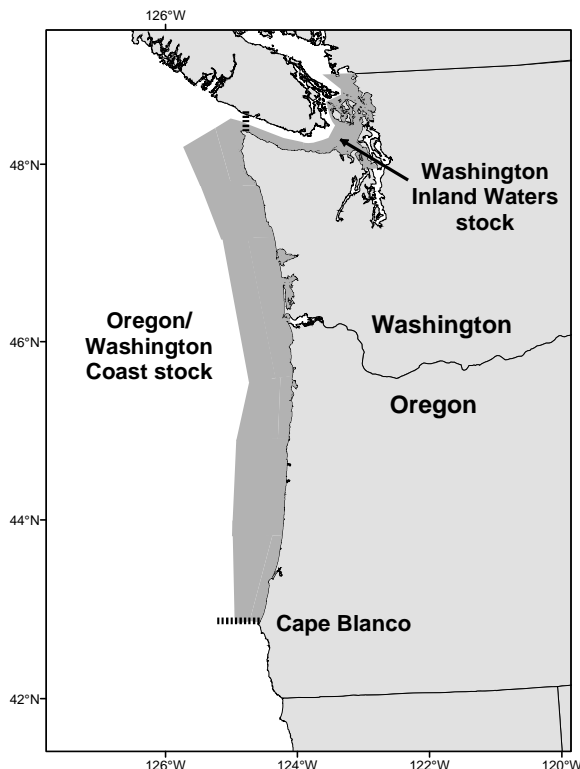 126°W
48°N
Washington
Inland Waters
stock
46°N
Oregon/
Washington
Coast stock
Washington
Oregon
44°N
Cape Blanco
42°N
126°W
124°W
122°W
120°W